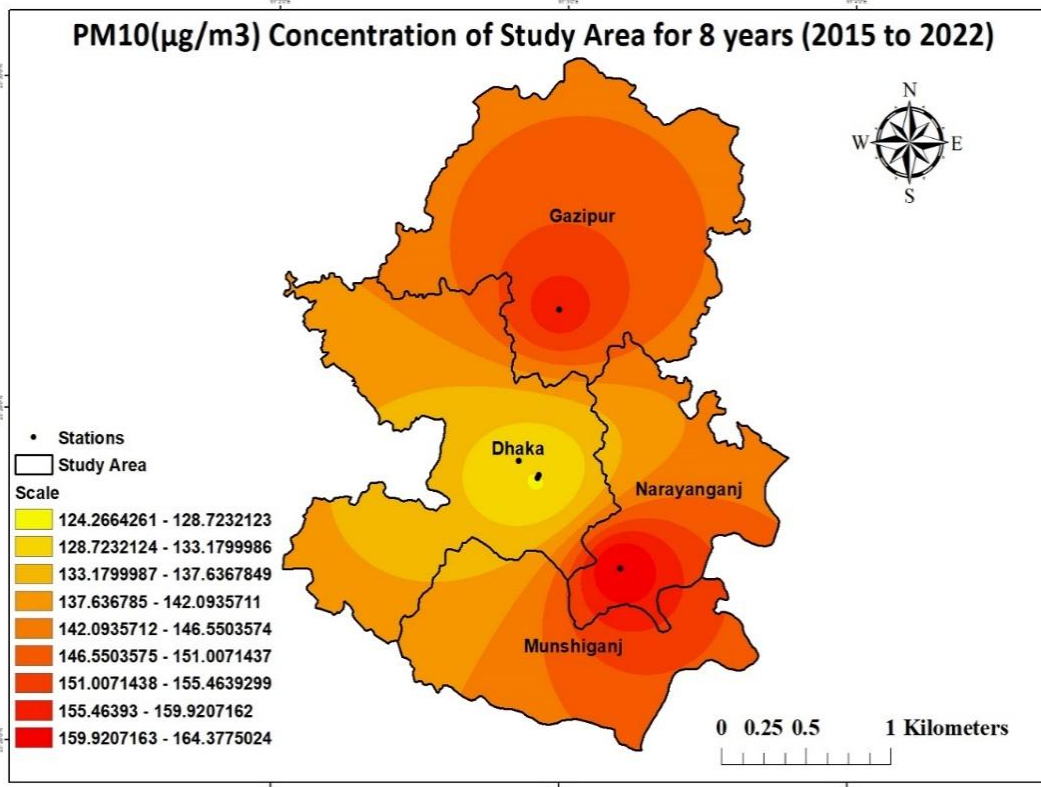 PM10(µg/m3) Concentration of Study Area for 8 years (2015 to 2022)
N
W E
S
Gazipur
Dhaka
Narayanganj
Munshiganj
Stations
Study Area
Scale
124.2664261 - 128.7232123
128.7232124 - 133.1799986
133.1799987 - 137.6367849
137.636785 - 142.0935711
142.0935712 - 146.5503574
146.5503575 - 151.0071437
151.0071438 - 155.4639299
155.46393 - 159.9207162
159.9207163 - 164.3775024
0 0.25 0.5 1 Kilometers